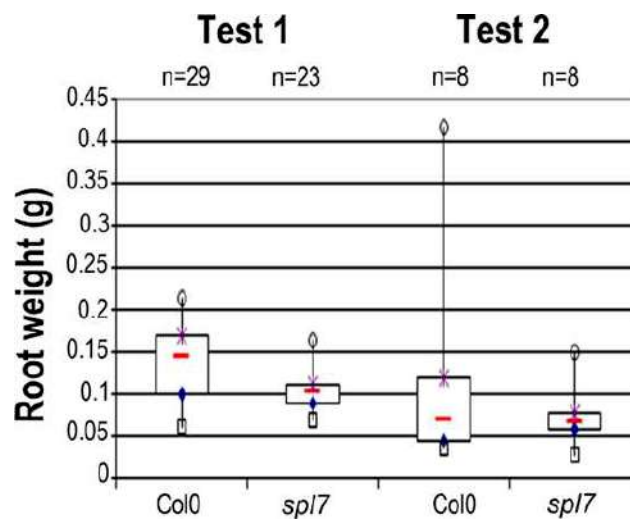 Test 1 Test 2
n=29 n=23 n=8 n=8
0.45
0.4
0.35
0.3
0.25
0.2
0.15
0.1
0.05
0
Root weight (g)
Col0 spl7 Col0 spl7